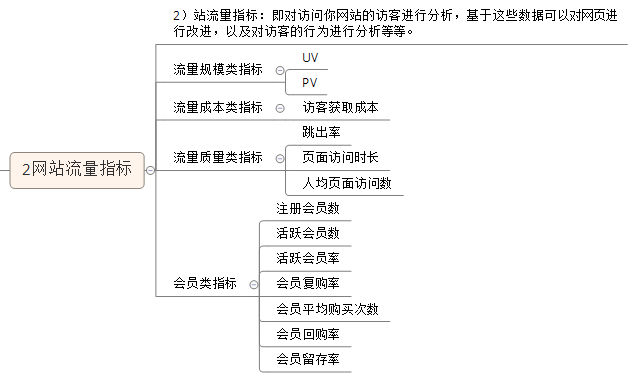 2）站流量指标：即对访问你网站的访客进行分析，基于这些数据可以对网页进
行改进，以及对访客的行为进行分析等等。
2网站流量指标
流量规模类指标
UV
PV
流量成本类指标
访客获取成本
流量质量类指标
跳出率
页面访问时长
人均页面访问数
会员类指标
注册会员数
活跃会员数
活跃会员率
会员复购率
会员平均购买次数
会员回购率
会员留存率